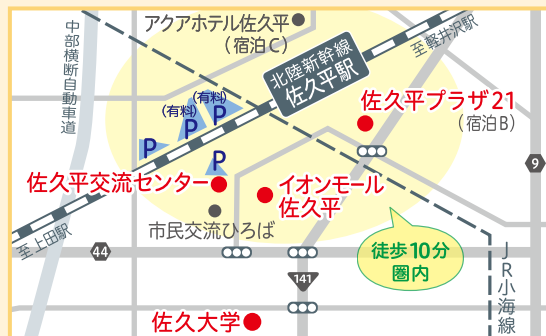 アクアホテル佐久平
(宿泊C)
至軽井沢駅
中部横断自動車道
北陸新幹線
佐久平駅
(有料)
(有料)
P
P
P
P
佐久平プラザ21
(宿泊B)
9
佐久平交流センター
イオンモール
佐久平
市民交流ひろば
至上田駅
44
141
徒歩10分
圏内
JR小海線
佐久大学